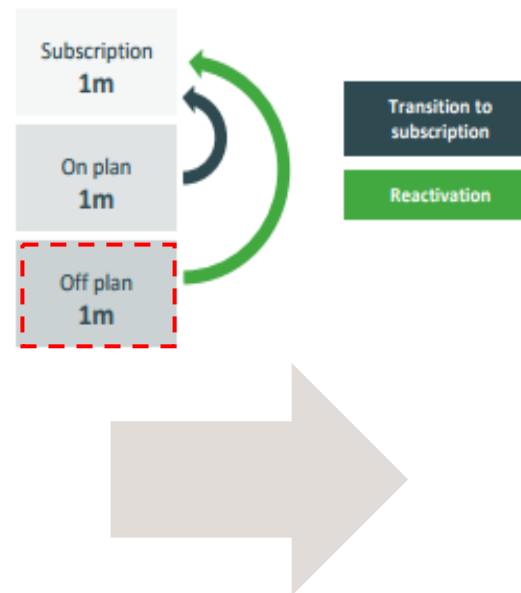 Subscription
1m
On plan
1m
Off plan
1m
Transition to
subscription
Reactivation